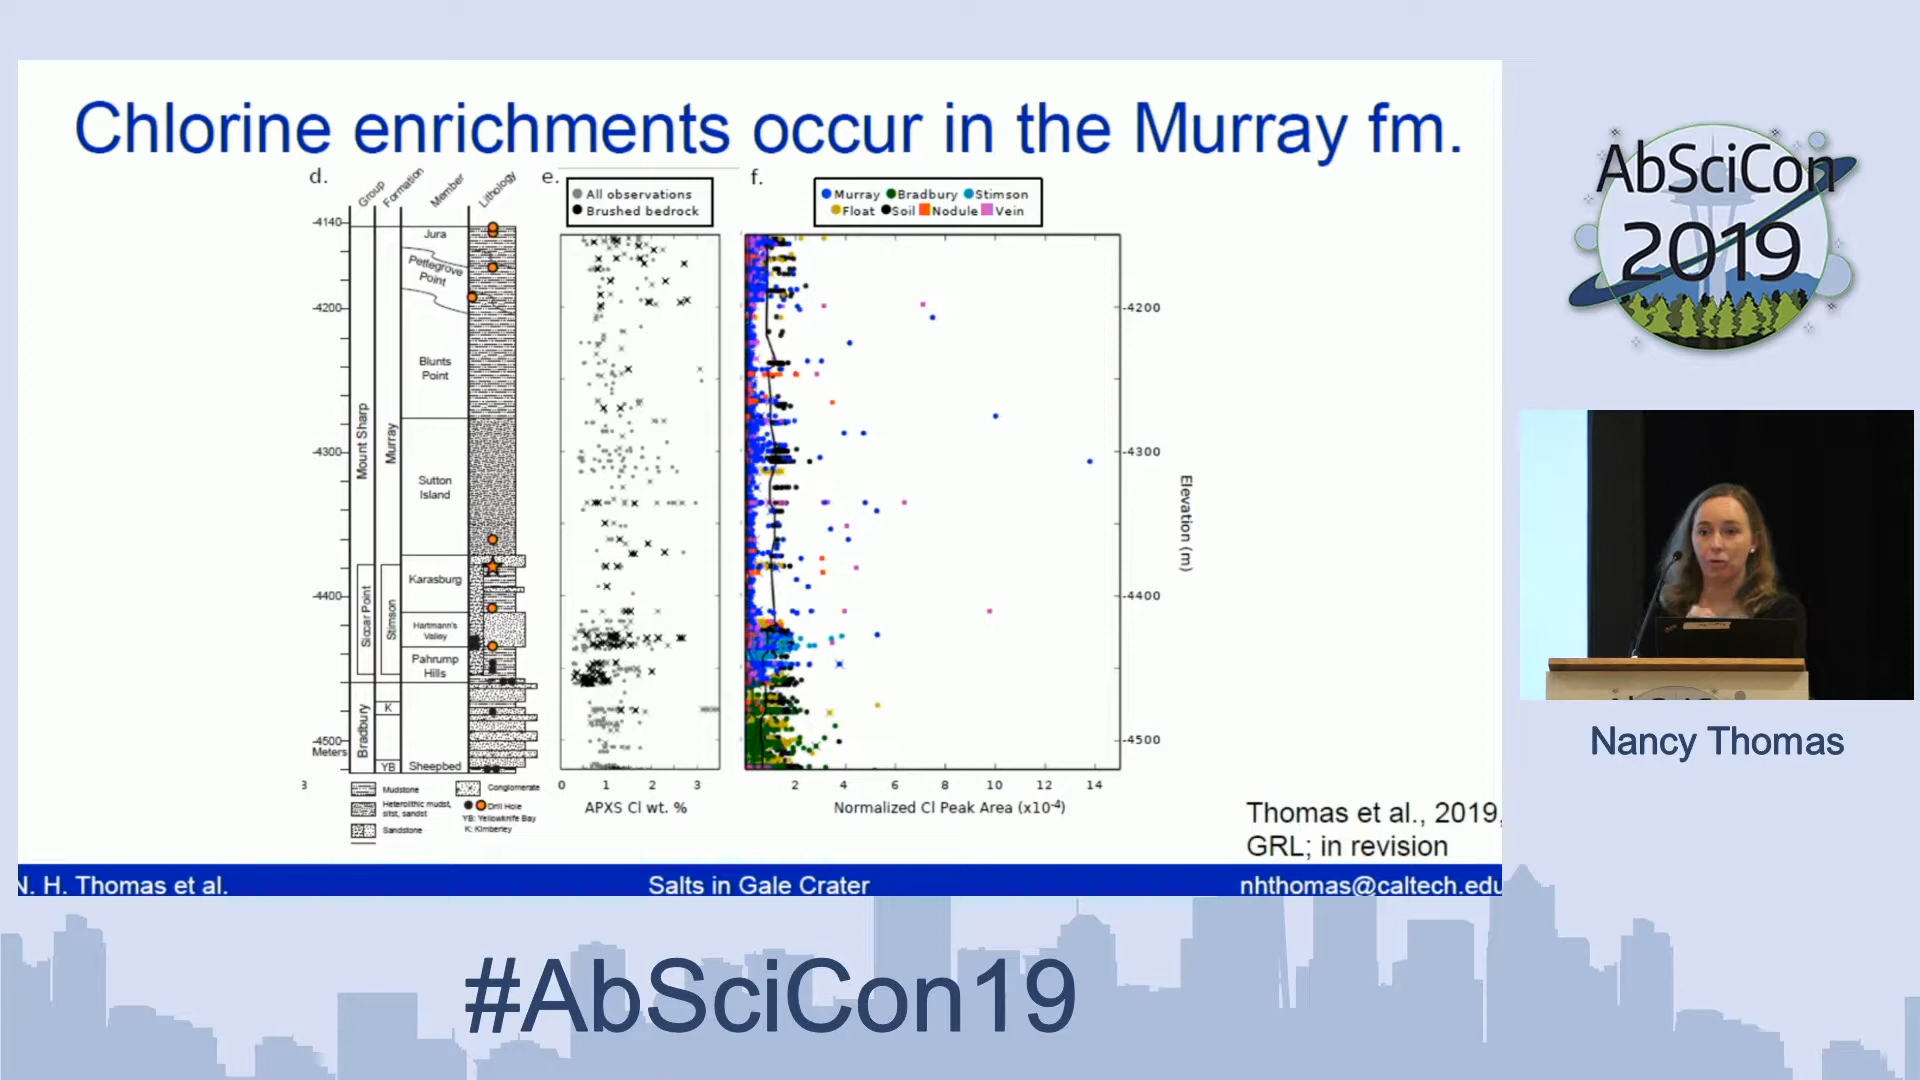 Chlorine enrichments occur in the Murray fm.
d.
Group
Formation
Member
Lithology
-4140
-4200
-4300
-4400
-4500
Meters
Mount Sharp
Murray
Siccar Point
Stimson
Bradbury
K
YB
Jura
Pettegrove
Point
Blunts
Point
Sutton
Island
Karasburg
Hartmann's
Valley
Pahrump
Hills
Sheepbed
3
Mudstone
Heterolithic mudst,
sltst, sandst
Sandstone
Conglomerate
Drill Hole
YB: Yellowknife Bay
K: Kimberley
e.
All observations
Brushed bedrock
0 1 2 3
APXS Cl wt. %
f.
Murray Bradbury Stimson
Float Soil Nodule Vein
-4200
-4300
-4400
-4500
Elevation (m)
2 4 6 8 10 12 14
Normalized Cl Peak Area (x10-4)
Thomas et al., 2019,
GRL; in revision
N. H. Thomas et al. Salts in Gale Crater nhthomas@caltech.edu
AbSciCon
2019
Nancy Thomas
#AbSciCon19